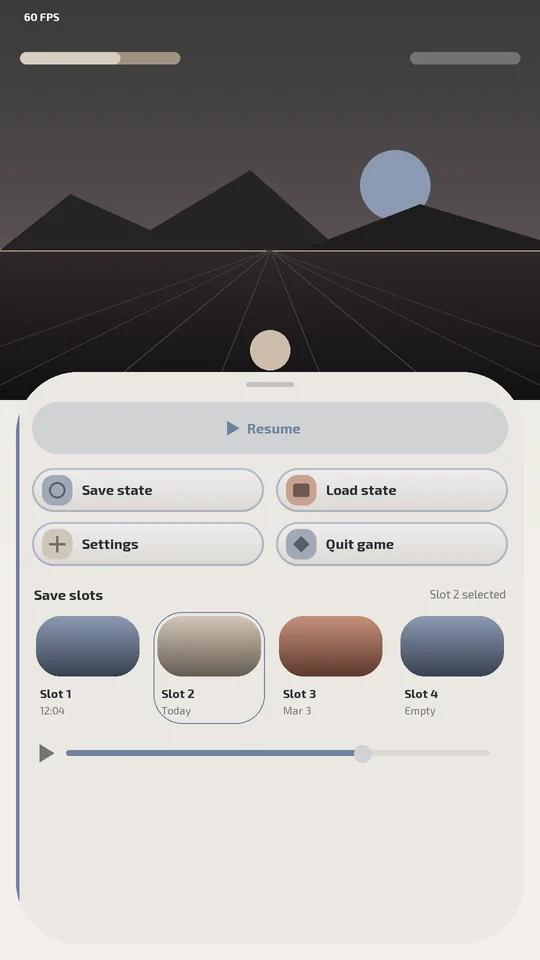 60 FPS
Resume
Save state
Load state
Settings
Quit game
Save slots
Slot 2 selected
Slot 1
12:04
Slot 2
Today
Slot 3
Mar 3
Slot 4
Empty